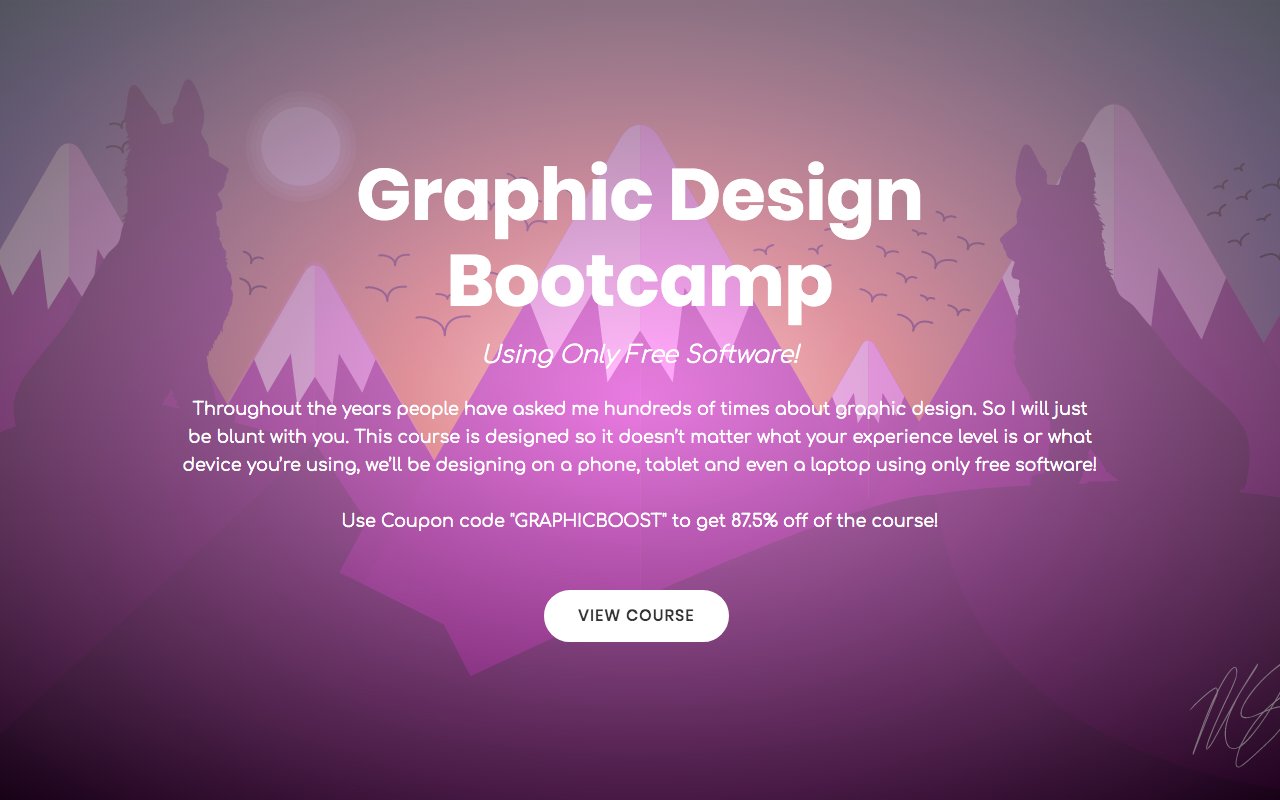 Graphic Design
Bootcamp
Using Only Free Software!
Throughout the years people have asked me hundreds of times about graphic design. So I will just
be blunt with you. This course is designed so it doesn’t matter what your experience level is or what
device you’re using, we’ll be designing on a phone, tablet and even a laptop using only free software!
Use Coupon code "GRAPHICBOOST" to get 87.5% off of the course!
VIEW COURSE